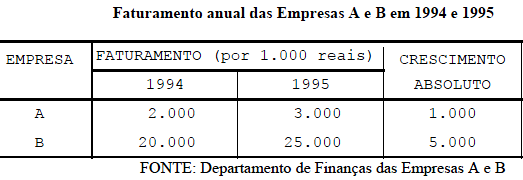 Faturamento anual das Empresas A e B em 1994 e 1995
EMPRESA FATURAMENTO (por 1.000 reais) CRESCIMENTO
1994 1995 ABSOLUTO
A 2.000 3.000 1.000
B 20.000 25.000 5.000
FONTE: Departamento de Finanças das Empresas A e B